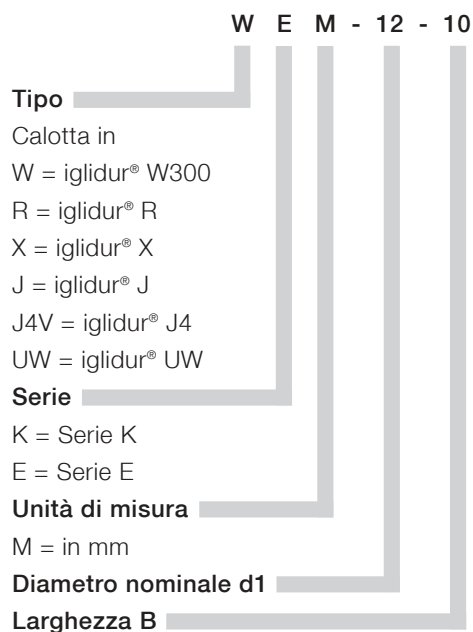 W E M - 12 - 10
Tipo
Calotta in
W = iglidur® W300
R = iglidur® R
X = iglidur® X
J = iglidur® J
J4V = iglidur® J4
UW = iglidur® UW
Serie
K = Serie K
E = Serie E
Unità di misura
M = in mm
Diametro nominale d1
Larghezza B